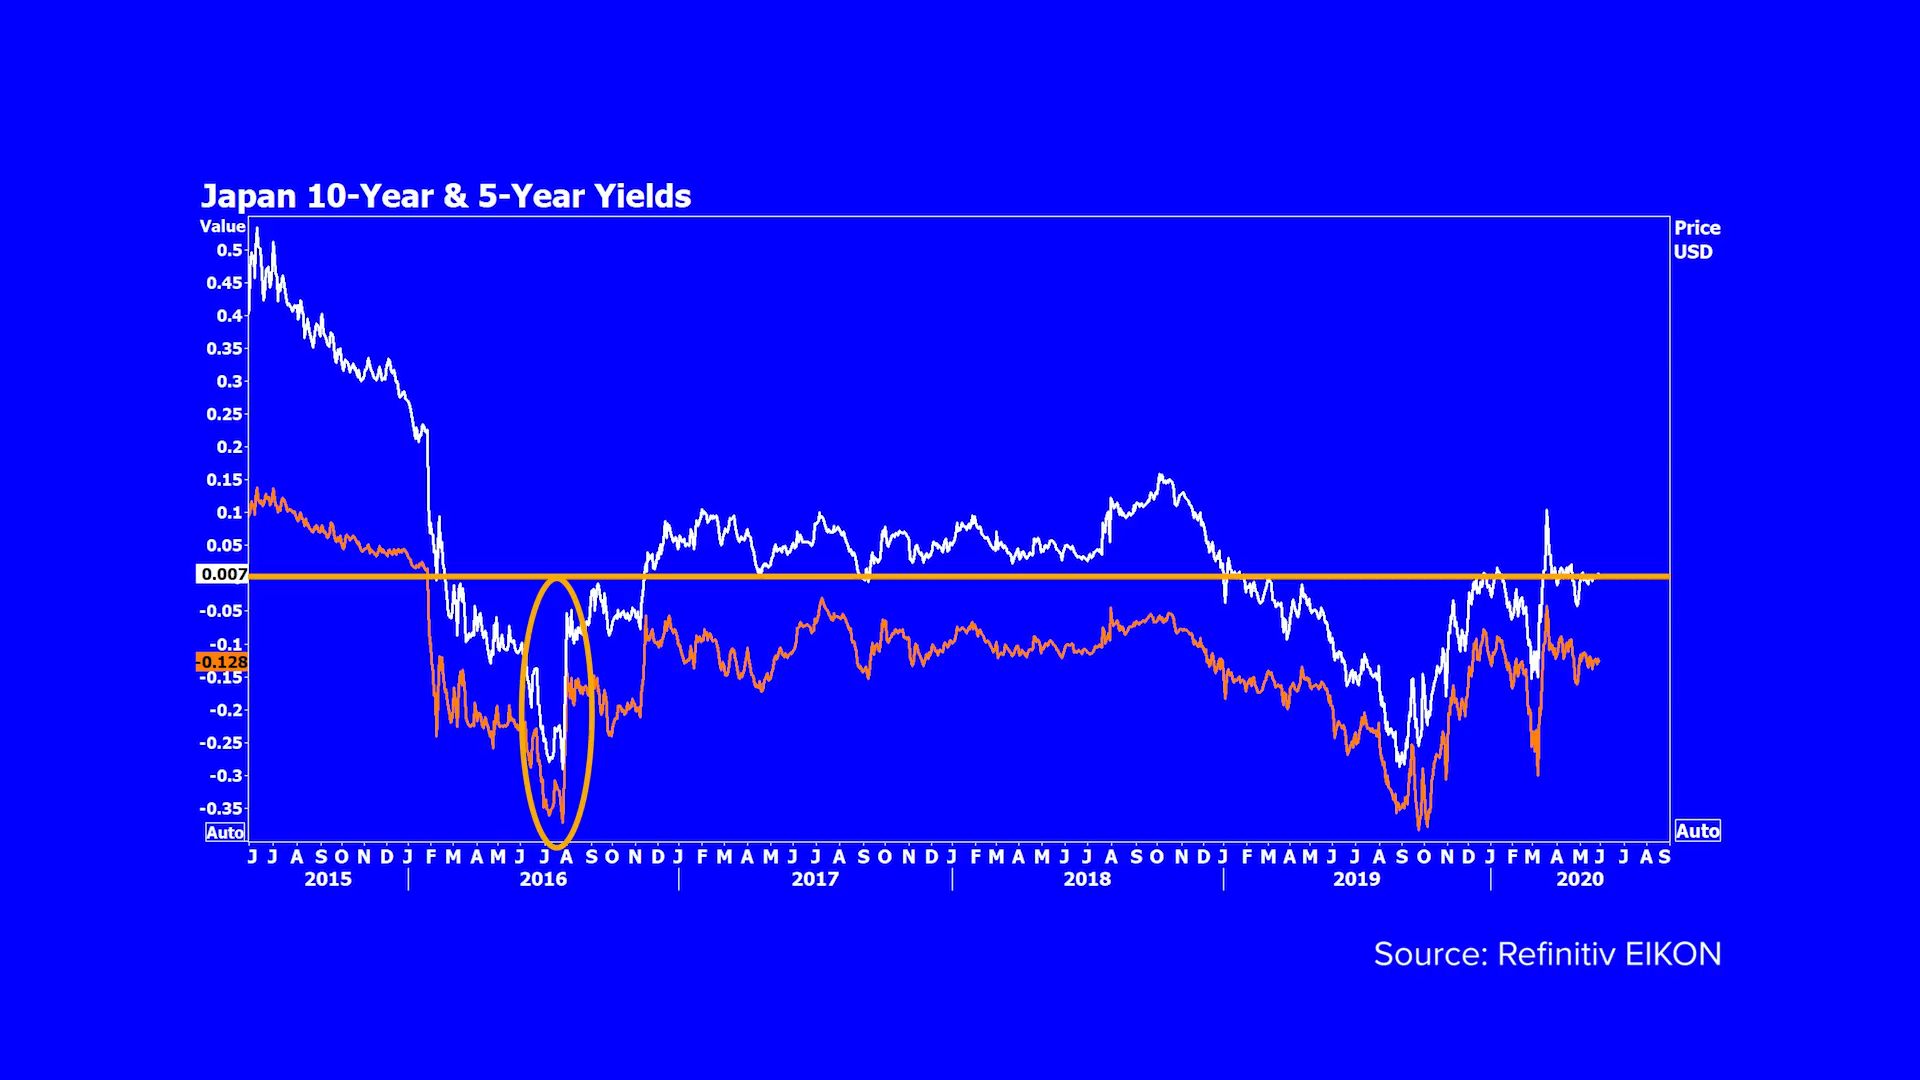 Japan 10-Year & 5-Year Yields
Value
Price
USD
0.5
0.45
0.4
0.35
0.3
0.25
0.2
0.15
0.1
0.05
0.007
-0.05
-0.1
-0.128
-0.15
-0.2
-0.25
-0.3
-0.35
Auto
Auto
J J A S O N D J F M A M J J A S O N D J F M A M J J A S O N D J F M A M J J A S O N D J F M A M J J A S O N D J F M A M J J A S
2015 2016 2017 2018 2019 2020
Source: Refinitiv EIKON